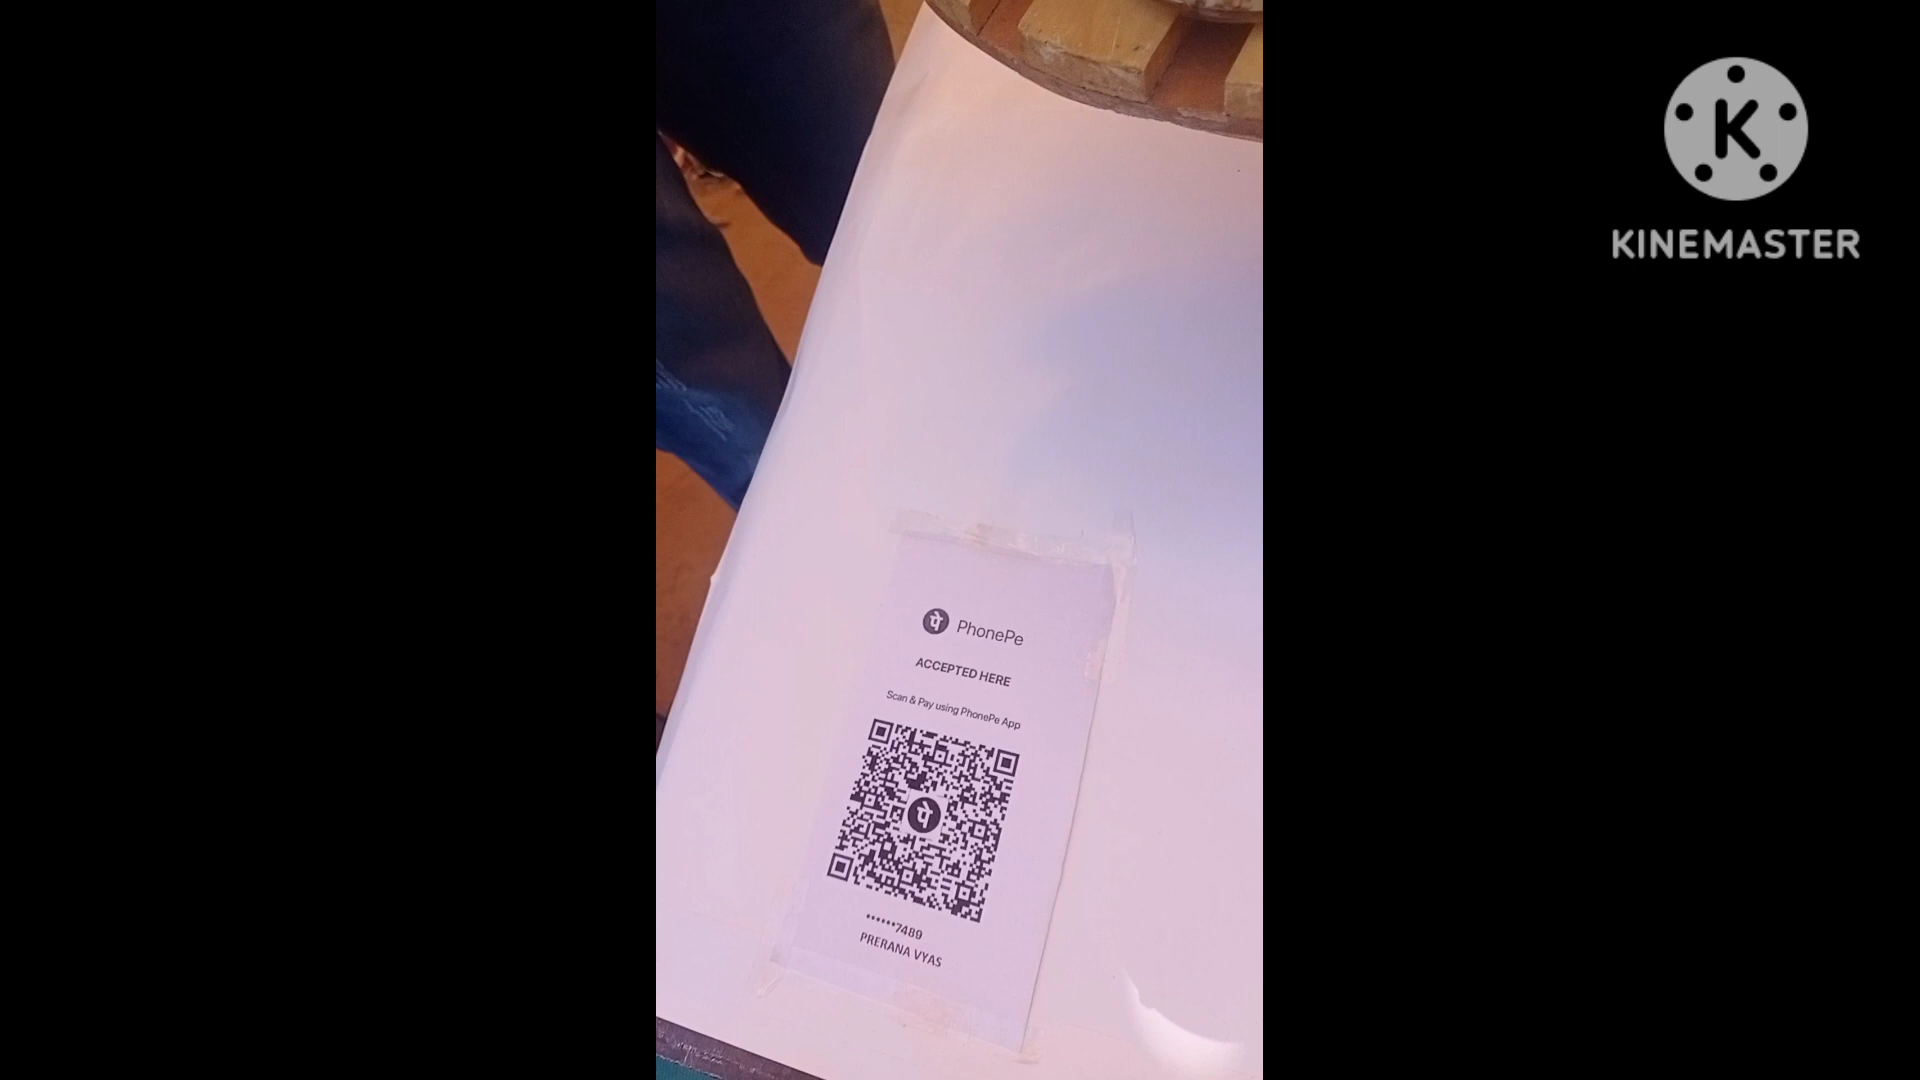 K
KINEMASTER
पे PhonePe
ACCEPTED HERE
Scan & Pay using PhonePe App
पे
******7489
PRERANA VYAS